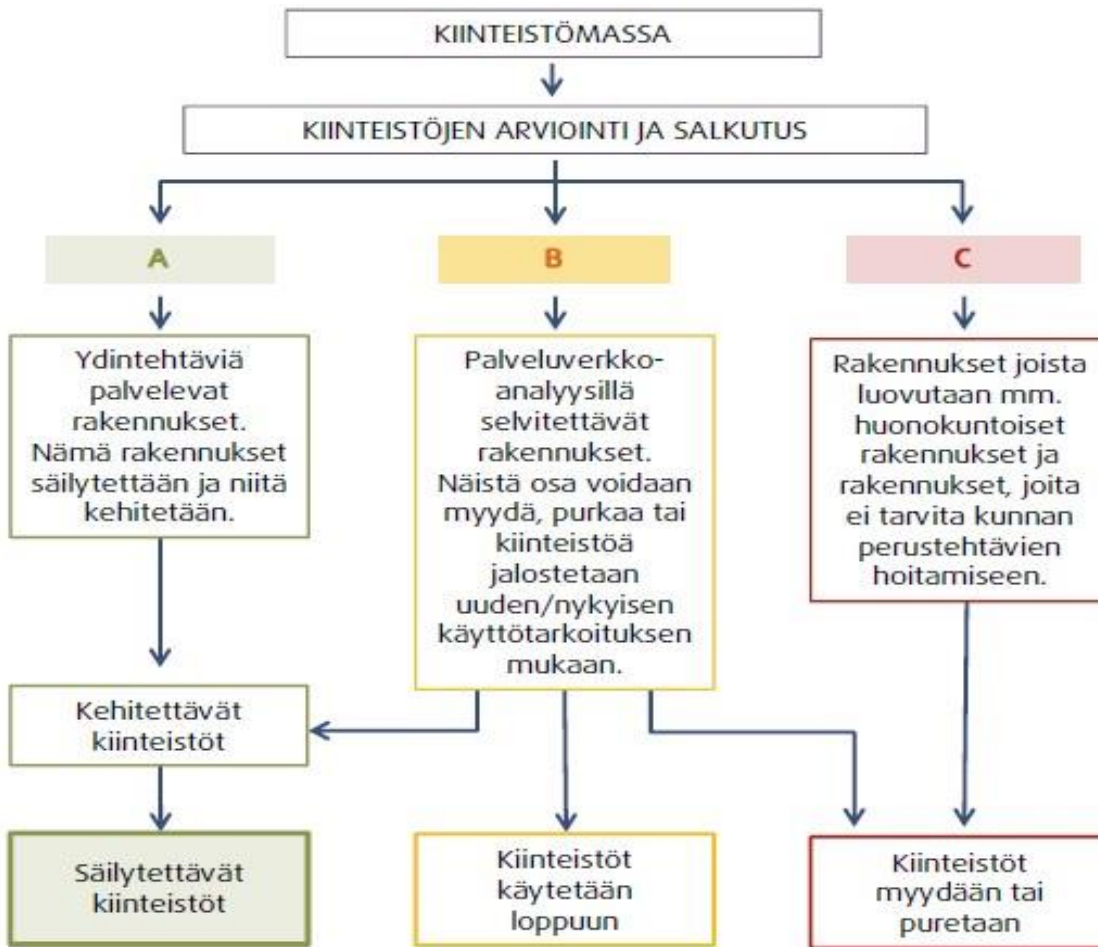 KIINTEISTÖMASSA
KIINTEISTÖJEN ARVIOINTI JA SALKUTUS
A
B
C
Ydintehtäviä
palvelevat
rakennukset.
Nämä rakennukset
säilytettään ja niitä
kehitetään.
Palveluverkko-
analyysillä
selvitettävät
rakennukset.
Näistä osa voidaan
myydä, purkaa tai
kiinteistöä
jalostetaan
uuden/nykyisen
käyttötarkoituksen
mukaan.
Rakennukset joista
luovutaan mm.
huonokuntoiset
rakennukset ja
rakennukset, joita
ei tarvita kunnan
perustehtävien
hoitamiseen.
Kehitettävät
kiinteistöt
Säilytettävät
kiinteistöt
Kiinteistöt
käytetään
loppuun
Kiinteistöt
myydään tai
puretaan